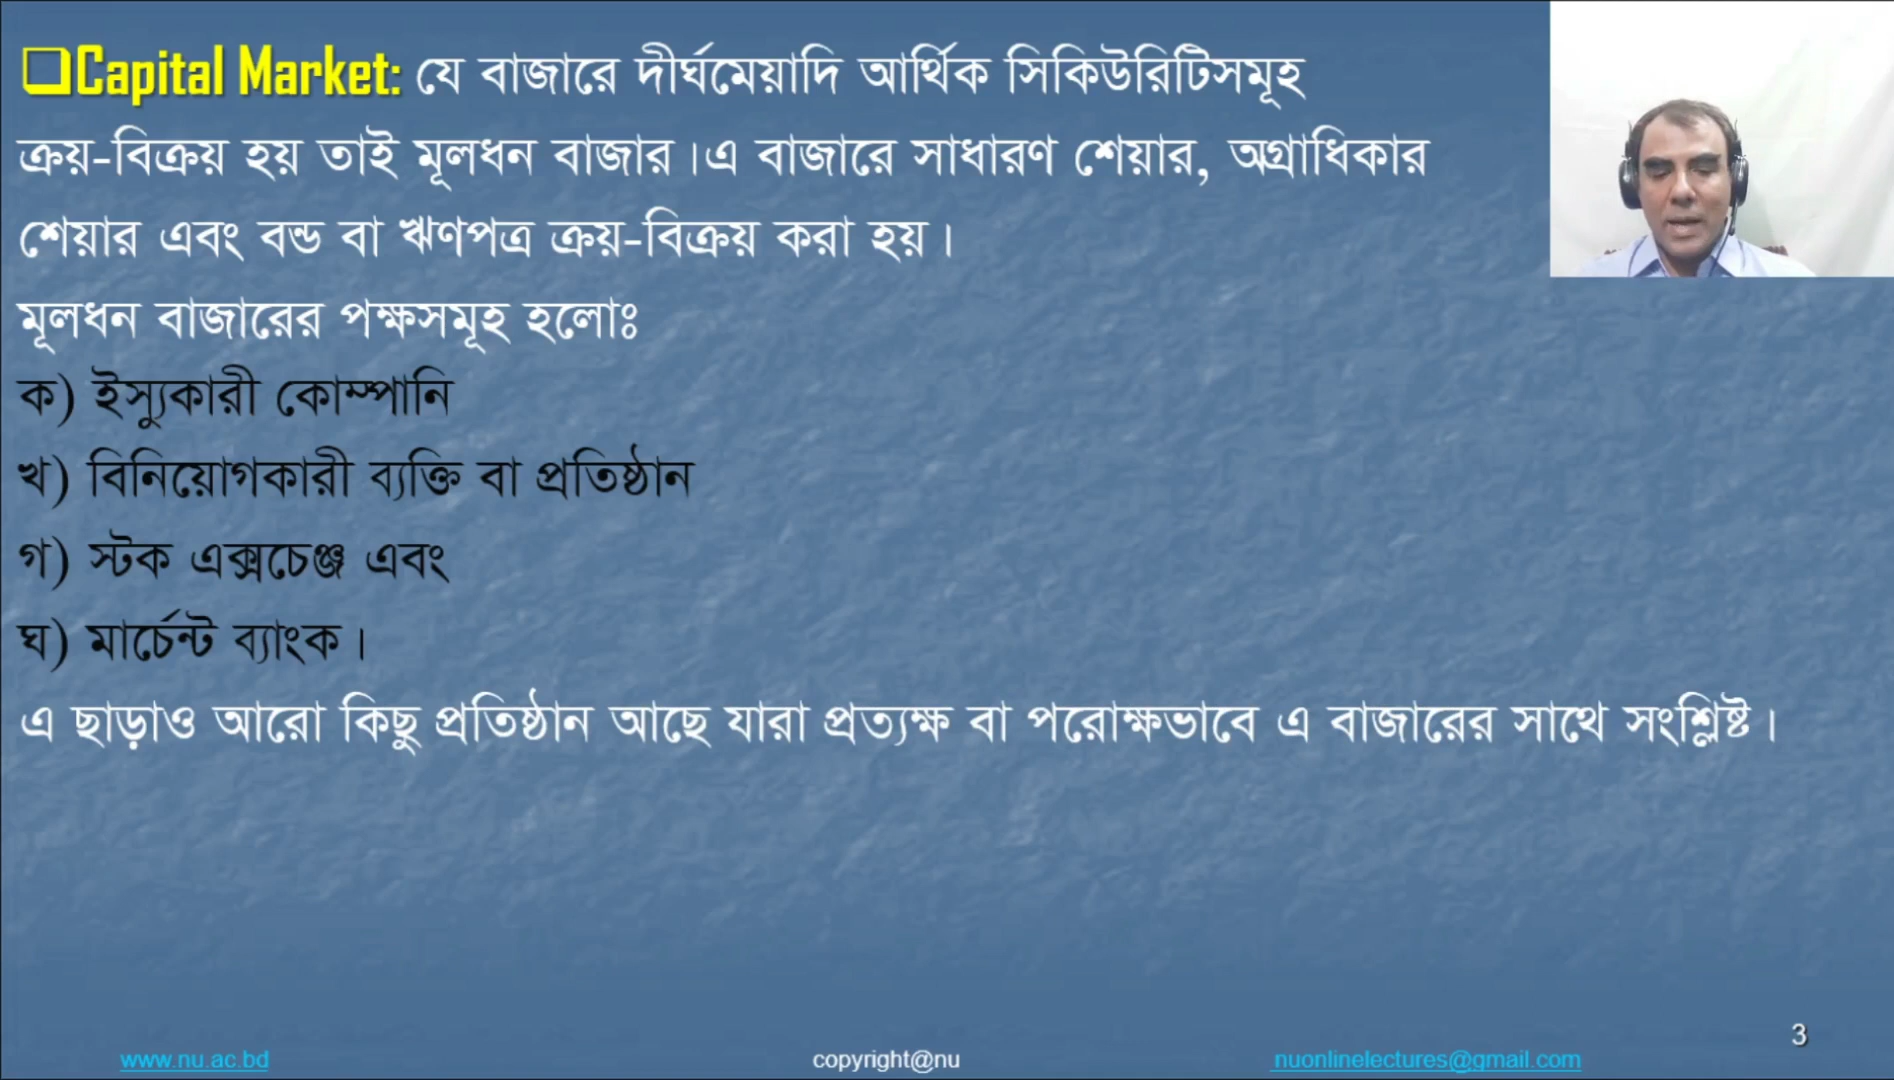 Capital Market: যে বাজারে দীর্ঘমেয়াদি আর্থিক সিকিউরিটিসমূহ
ক্রয়-বিক্রয় হয় তাই মূলধন বাজার।এ বাজারে সাধারণ শেয়ার, অগ্রাধিকার
শেয়ার এবং বন্ড বা ঋণপত্র ক্রয়-বিক্রয় করা হয়।
মূলধন বাজারের পক্ষসমূহ হলোঃ
ক) ইস্যুকারী কোম্পানি
খ) বিনিয়োগকারী ব্যক্তি বা প্রতিষ্ঠান
গ) স্টক এক্সচেঞ্জ এবং
ঘ) মার্চেন্ট ব্যাংক।
এ ছাড়াও আরো কিছু প্রতিষ্ঠান আছে যারা প্রত্যক্ষ বা পরোক্ষভাবে এ বাজারের সাথে সংশ্লিষ্ট।
3
www.nu.ac.bd copyright@nu nuonlinelectures@gmail.com